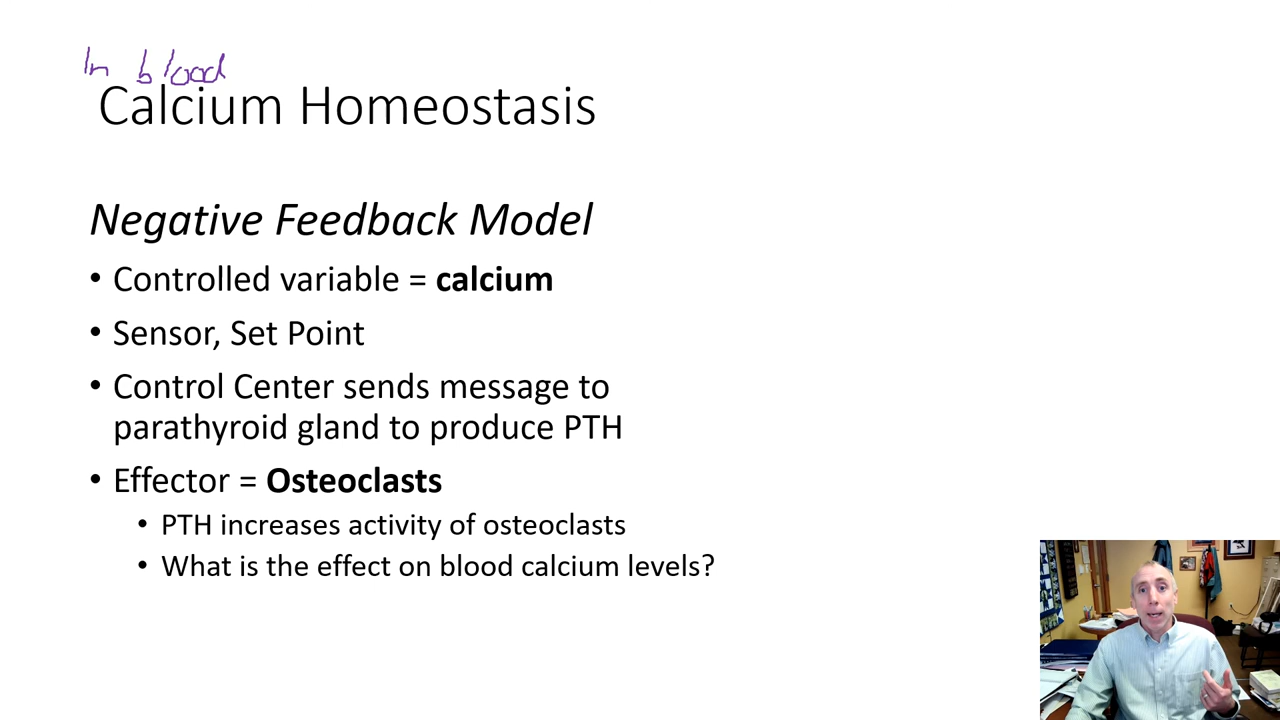 In blood
Calcium Homeostasis
Negative Feedback Model
• Controlled variable = calcium
• Sensor, Set Point
• Control Center sends message to
parathyroid gland to produce PTH
• Effector = Osteoclasts
• PTH increases activity of osteoclasts
• What is the effect on blood calcium levels?